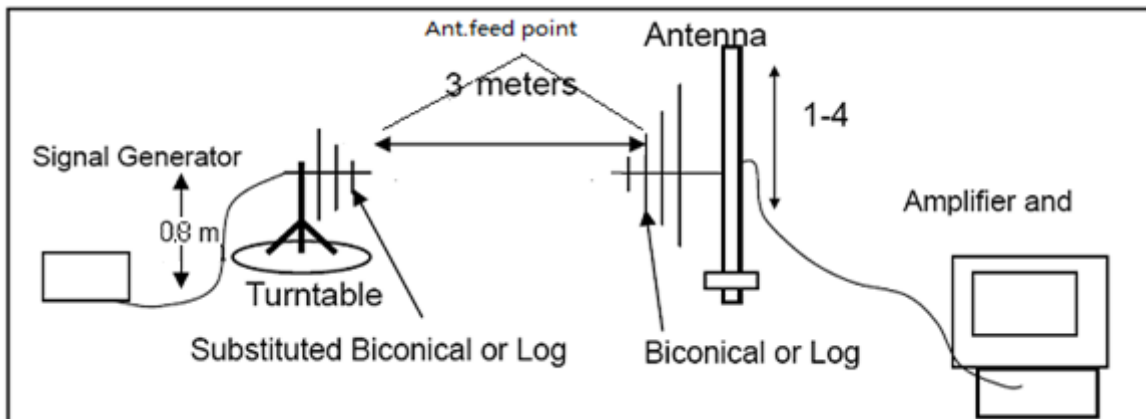 Ant.feed point
Antenna
3 meters
1-4
Signal Generator
0.8 m
Amplifier and
Turntable
Substituted Biconical or Log
Biconical or Log